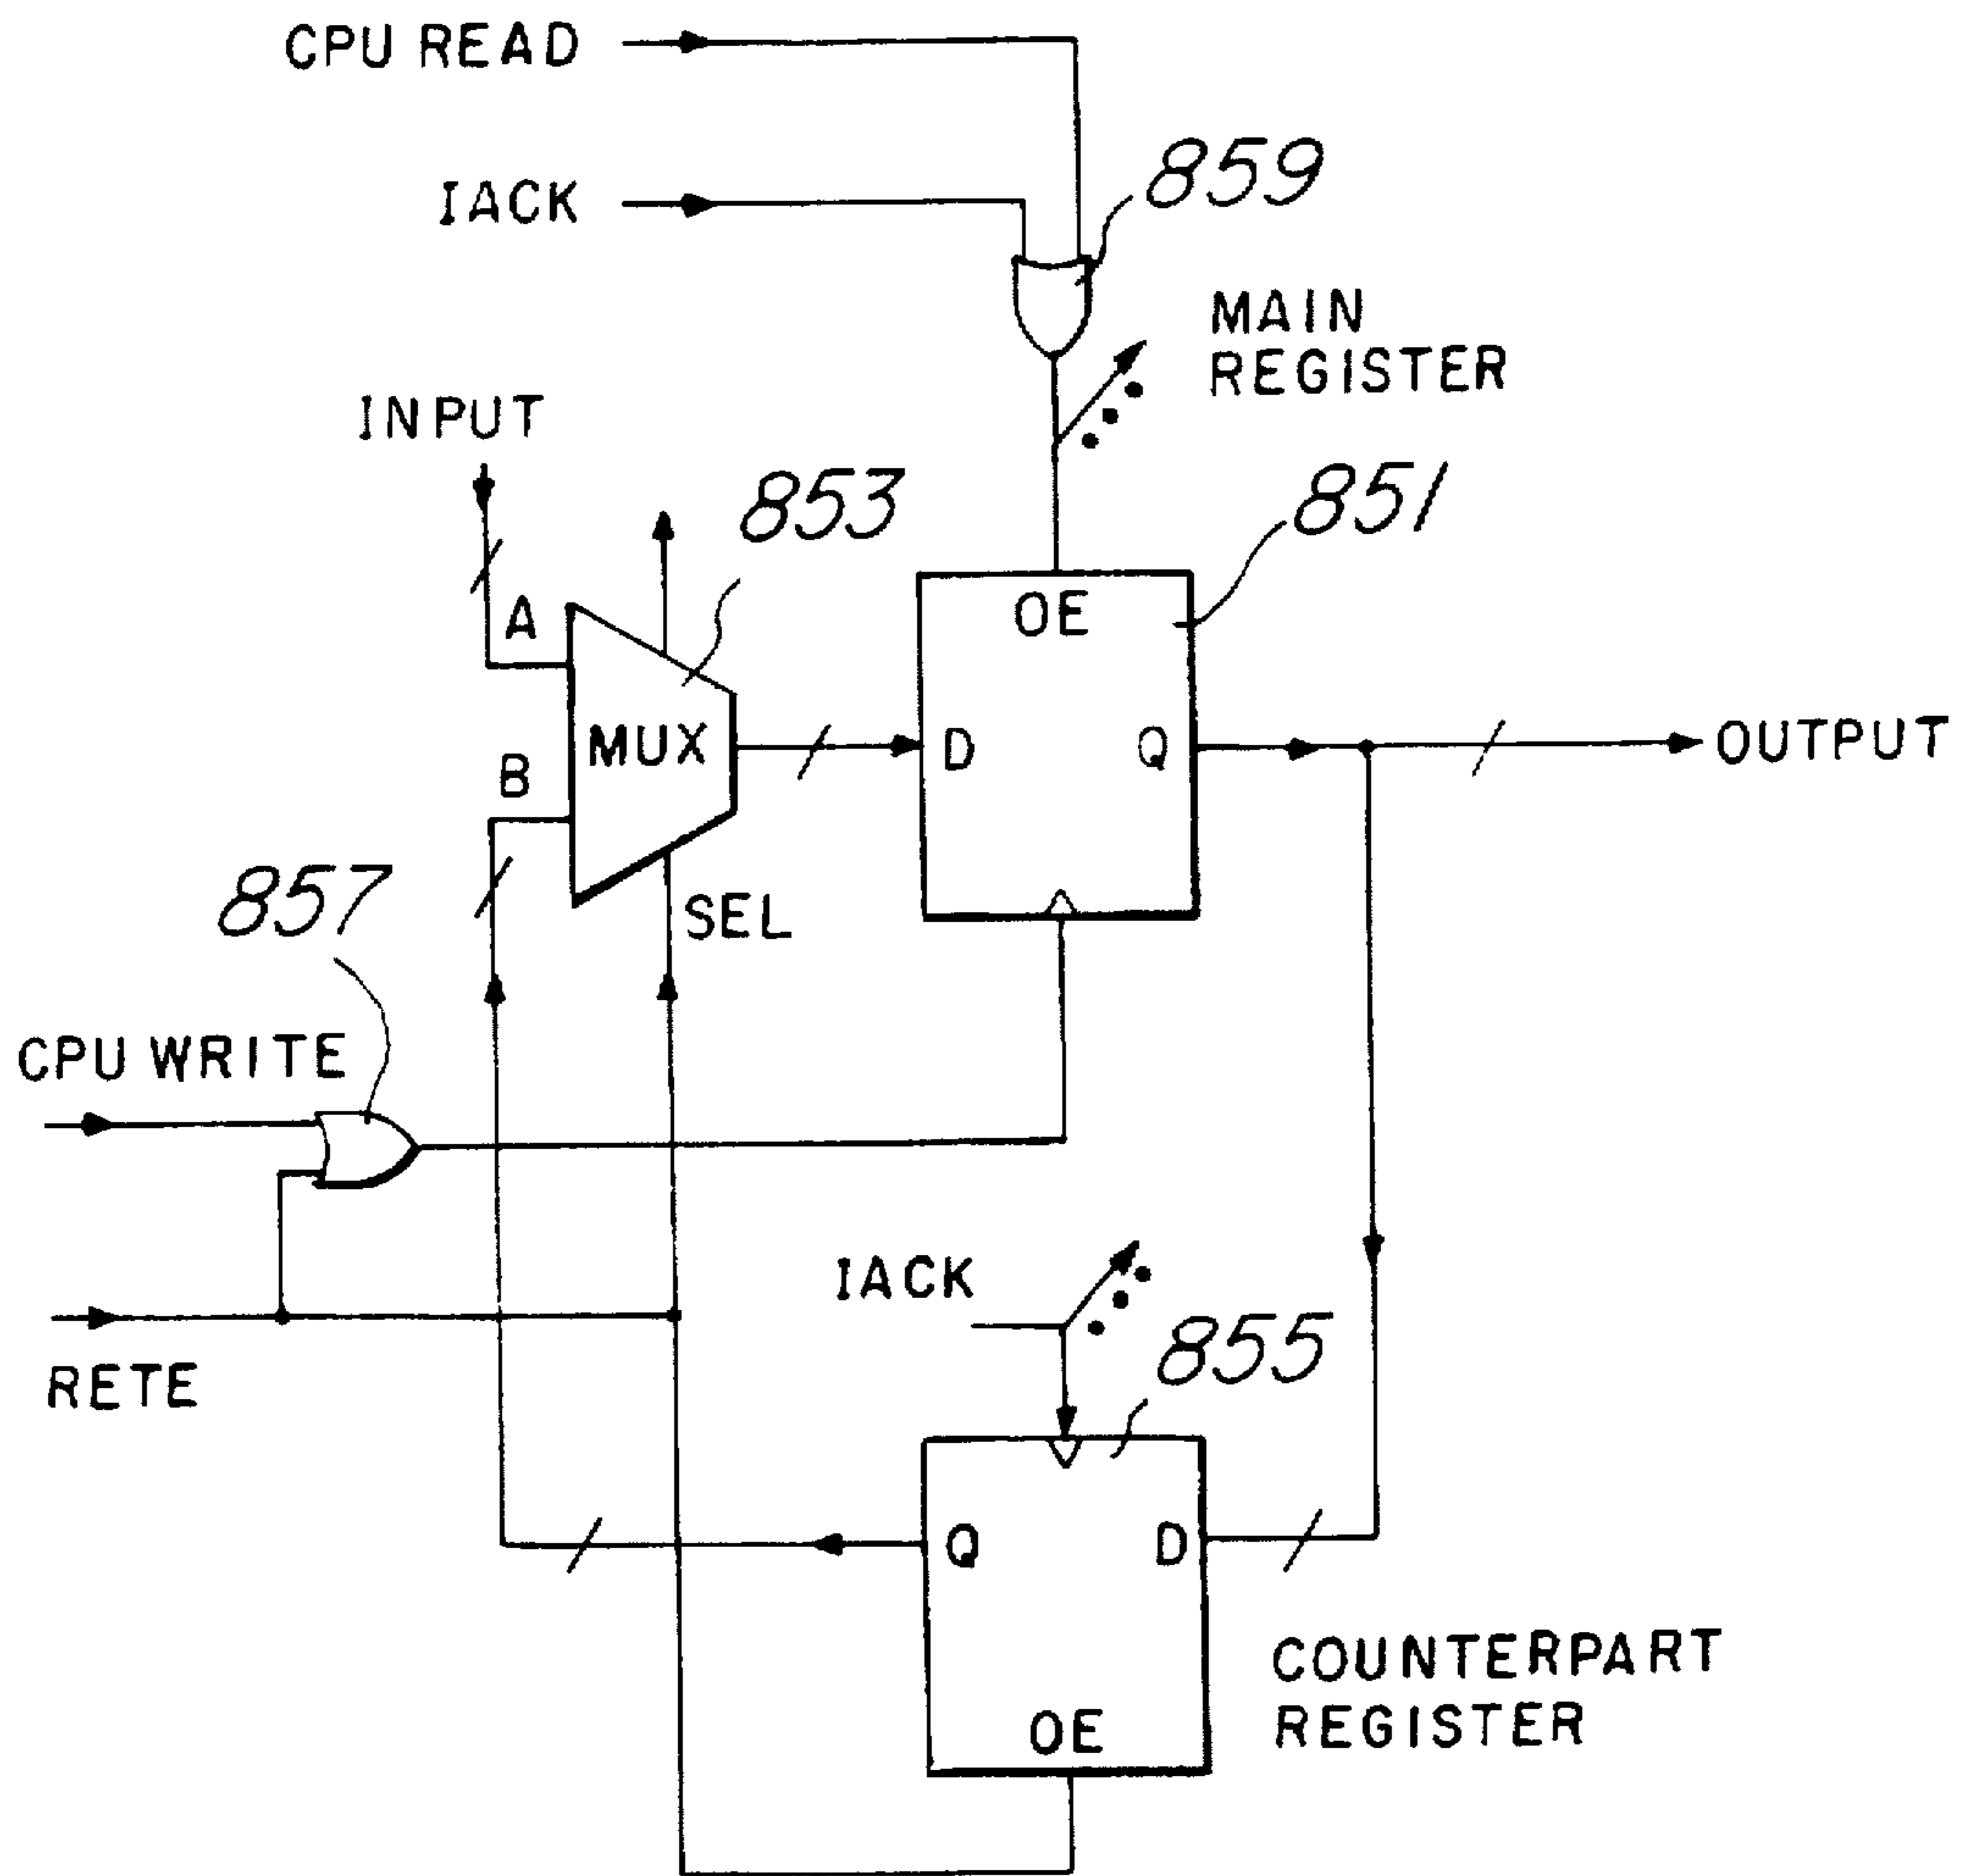 CPU READ
IACK
859
MAIN
REGISTER
INPUT
853
851
A
OE
MUX
D
Q
OUTPUT
B
857
SEL
CPU WRITE
IACK
855
RETE
Q
D
COUNTERPART
REGISTER
OE